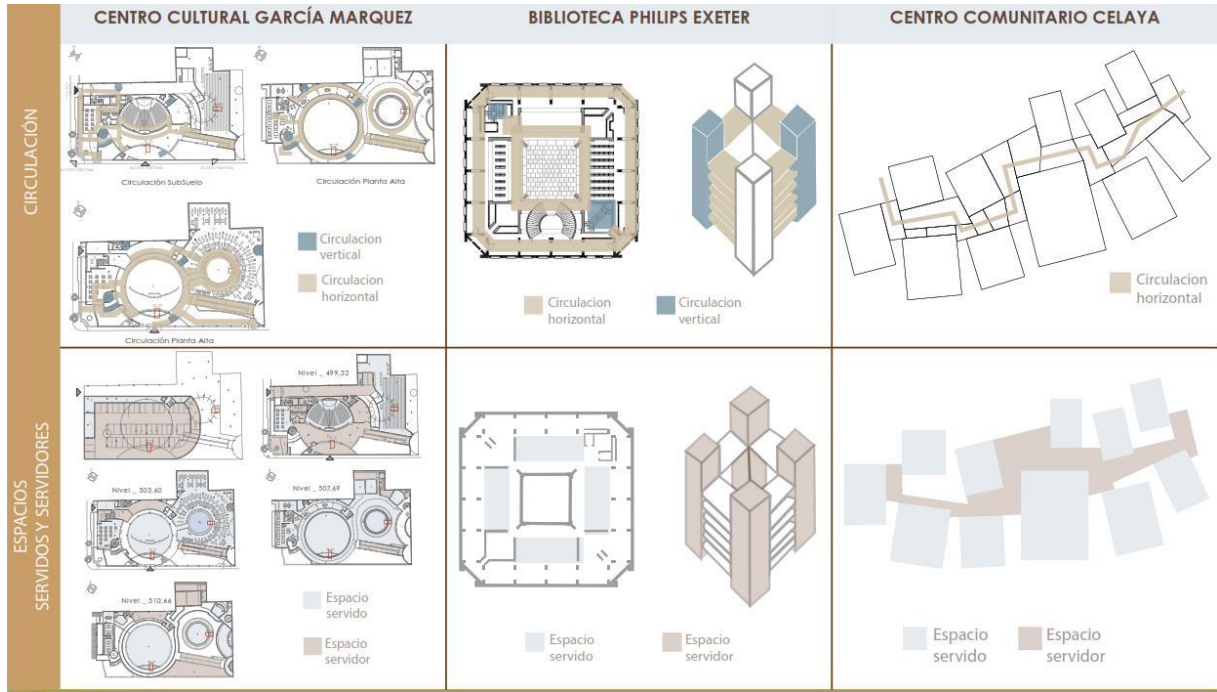 CENTRO CULTURAL GARCÍA MARQUEZ
BIBLIOTECA PHILIPS EXETER
CENTRO COMUNITARIO CELAYA
CIRCULACIÓN
Circulación SubSuelo
Circulación Planta Alta
Circulacion
vertical
Circulacion
horizontal
Circulación Planta Alta
Circulacion
horizontal
Circulacion
vertical
Circulacion
horizontal
ESPACIOS
SERVIDOS Y SERVIDORES
Nivel _ 499,32
Nivel _ 503,60
Nivel _ 507,69
Nivel _ 510,66
Espacio
servido
Espacio
servidor
Espacio
servido
Espacio
servidor
Espacio
servido
Espacio
servidor